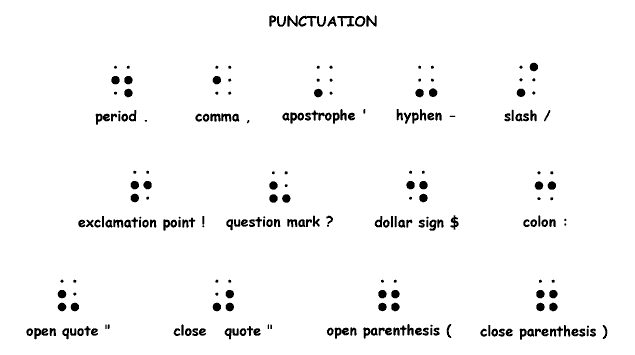 PUNCTUATION
period . comma , apostrophe ' hyphen - slash /
exclamation point ! question mark ? dollar sign $ colon :
open quote " close quote " open parenthesis ( close parenthesis )